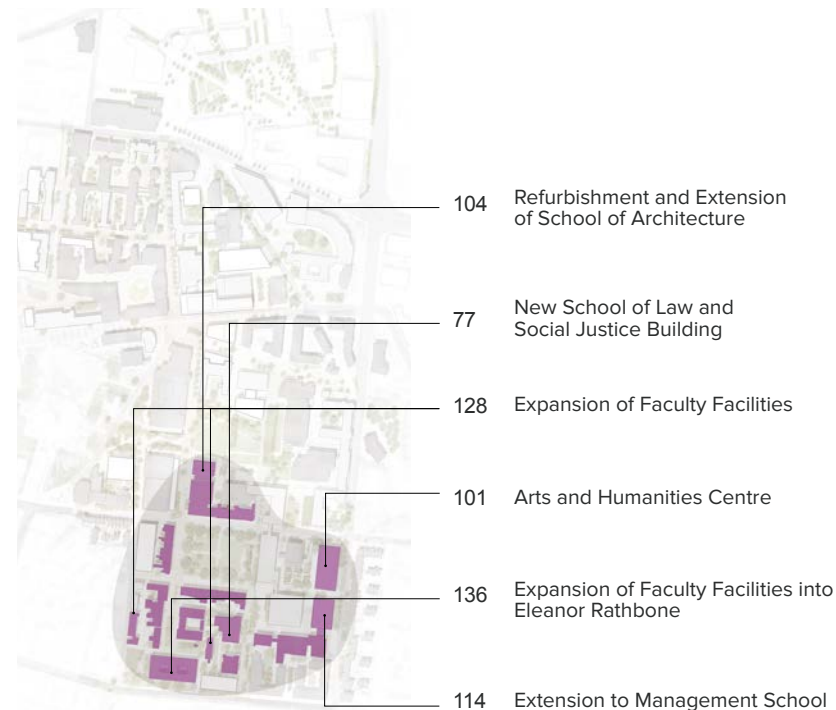 104 Refurbishment and Extension
of School of Architecture
77 New School of Law and
Social Justice Building
128 Expansion of Faculty Facilities
101 Arts and Humanities Centre
136 Expansion of Faculty Facilities into
Eleanor Rathbone
114 Extension to Management School